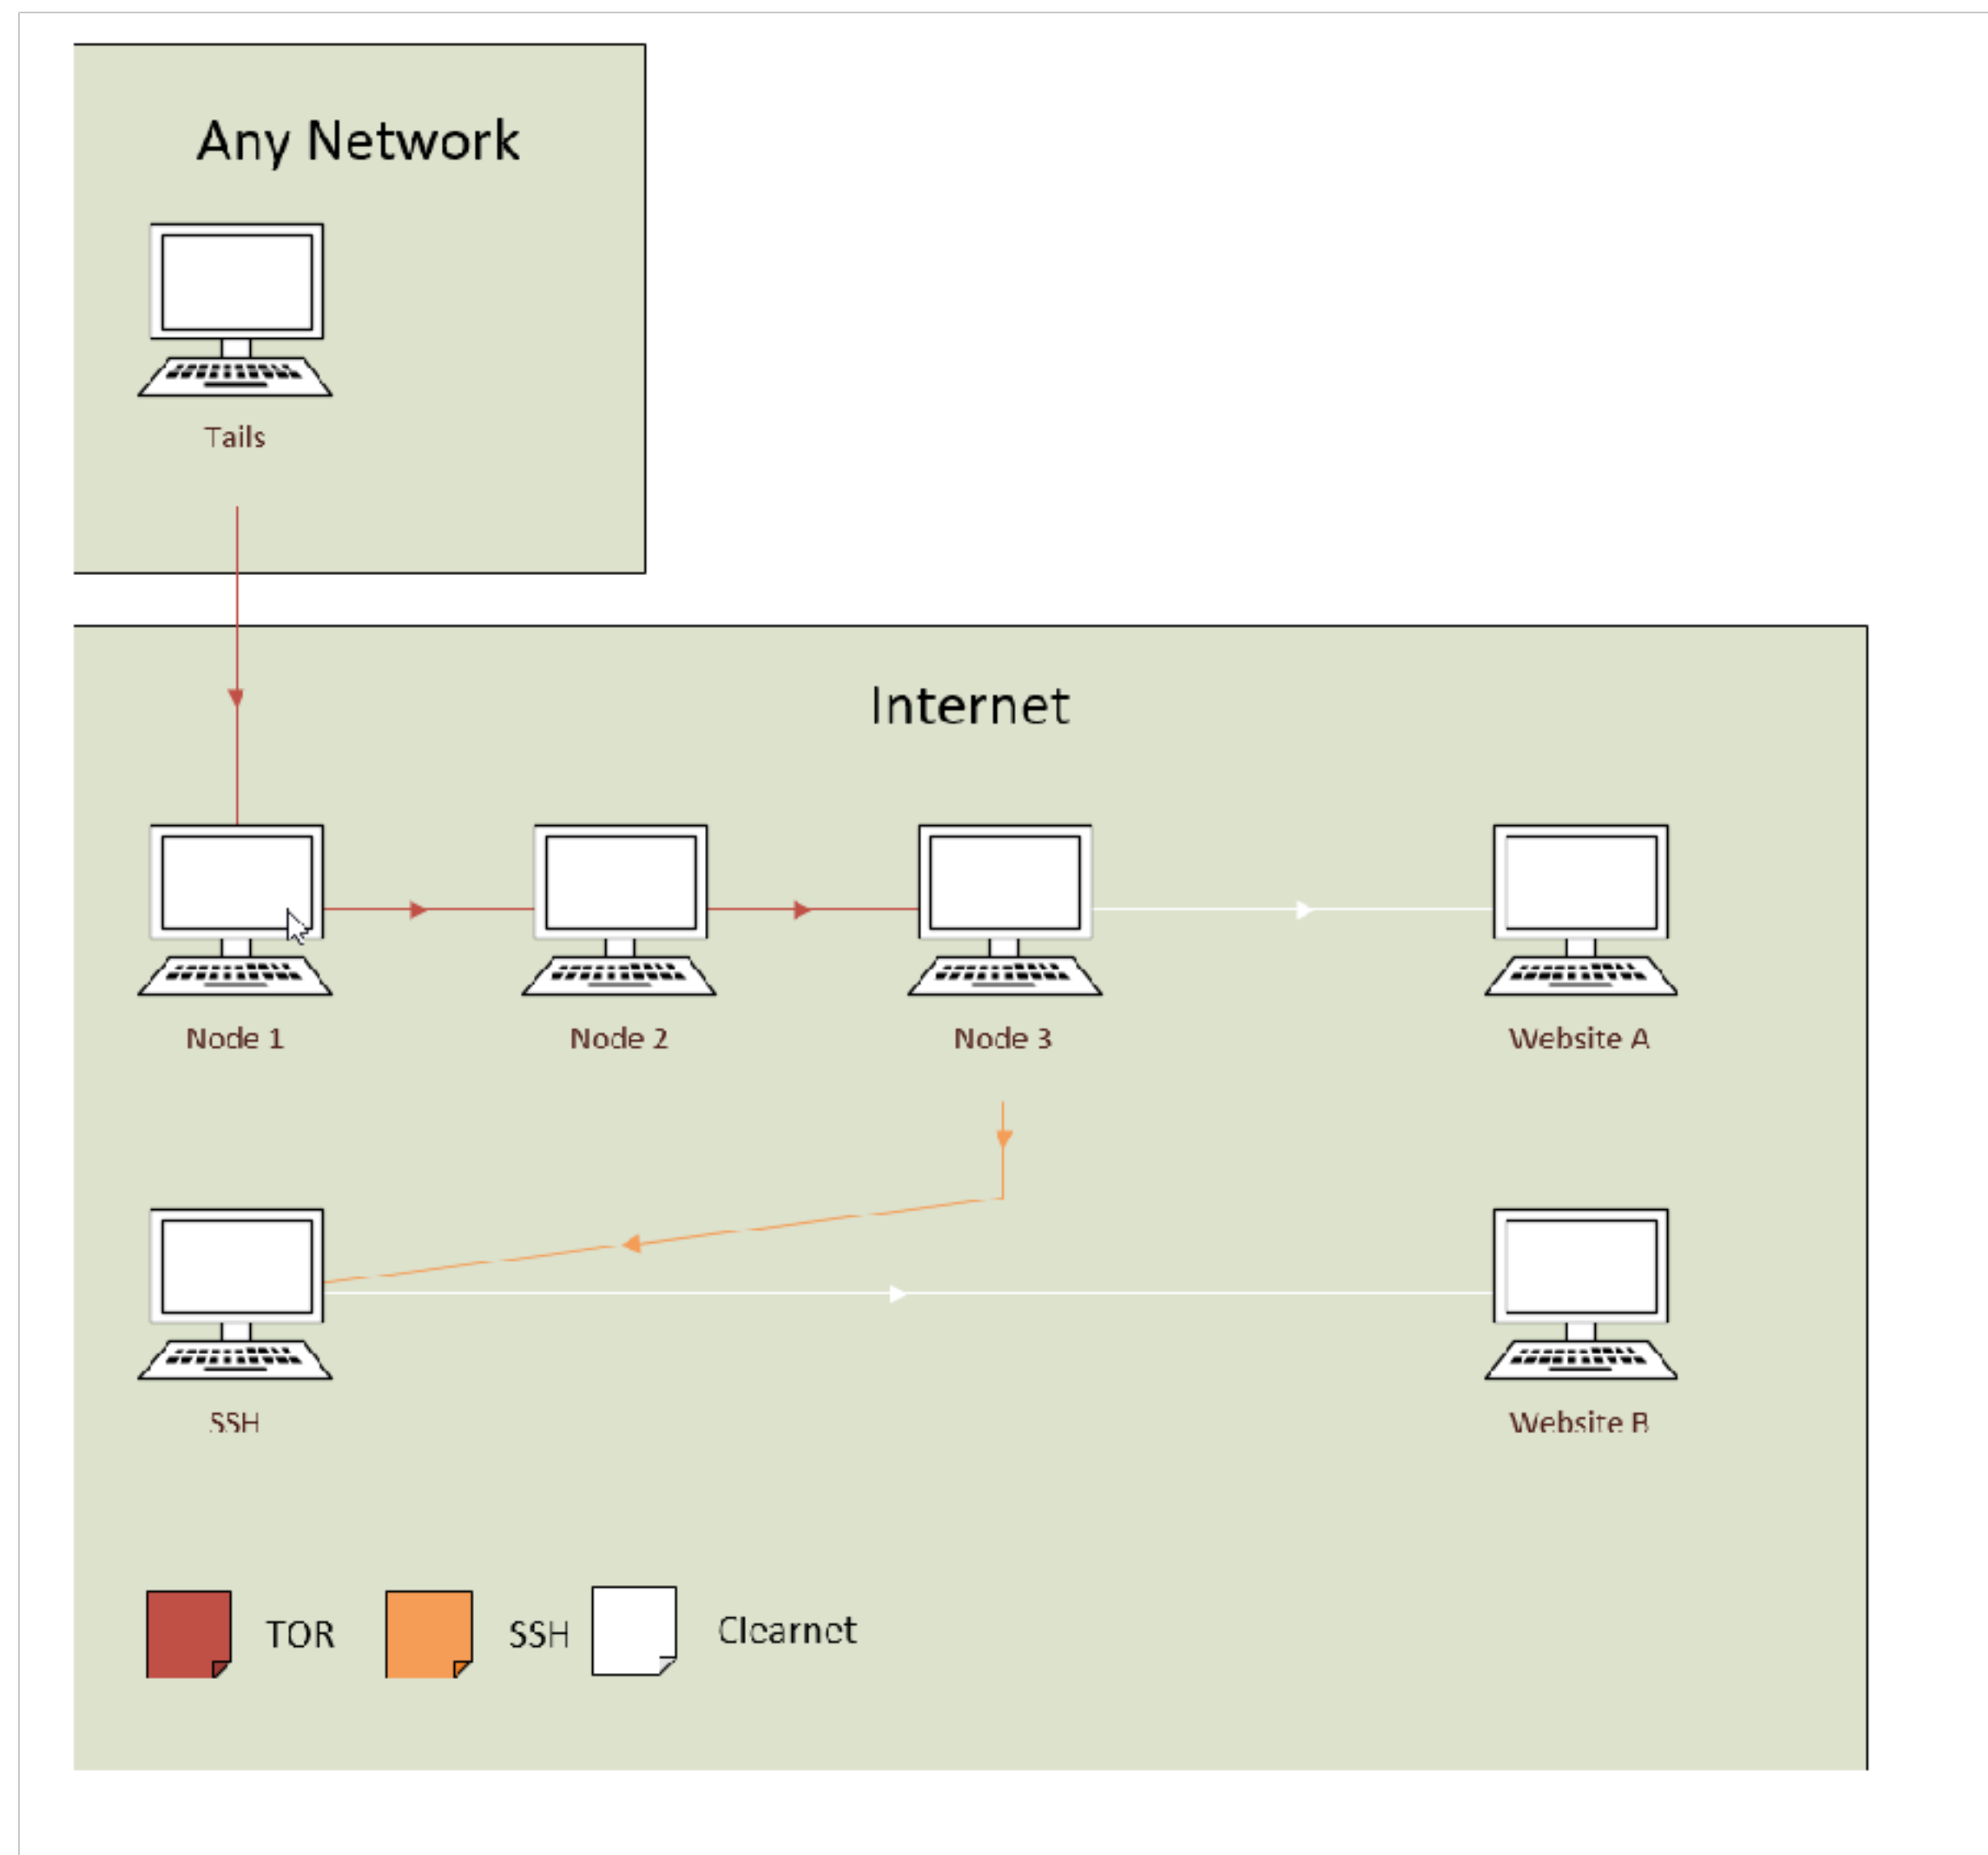 Any Network
Tails
Internet
Node 1
Node 2
Node 3
Website A
SSH
Website B
TOR
SSH
Clearnet